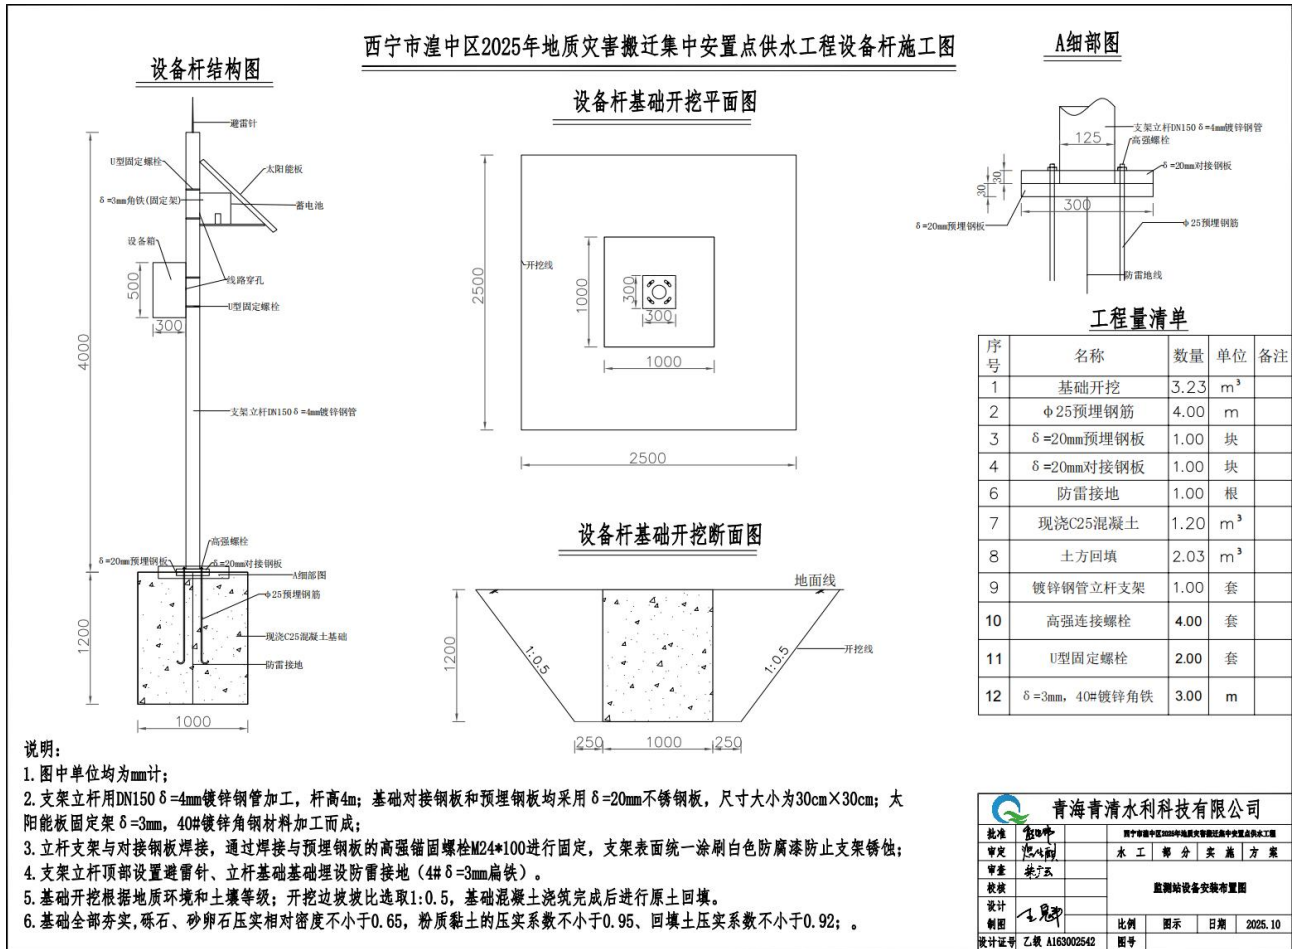 西宁市湟中区2025年地质灾害搬迁集中安置点供水工程设备杆施工图
设备杆结构图
避雷针
U型固定螺栓
太阳能板
δ=3mm角铁(固定架)
蓄电池
设备箱
500
300
线路穿孔
U型固定螺栓
4000
支架立杆DN150δ=4mm镀锌钢管
高强螺栓
δ=20mm预埋钢板
δ=20mm对接钢板
A细部图
φ25预埋钢筋
1200
现浇C25混凝土基础
防雷接地
1000
设备杆基础开挖平面图
开挖线
2500
1000
300
300
1000
2500
设备杆基础开挖断面图
地面线
1200
1:0.5
1:0.5
开挖线
250
1000
250
A细部图
支架立杆DN150δ=4mm镀锌钢管
125
高强螺栓
δ=20mm对接钢板
30
30
300
δ=20mm预埋钢板
φ25预埋钢筋
防雷地线
工程量清单
序号 名称 数量 单位 备注
1 基础开挖 3.23 m³
2 φ25预埋钢筋 4.00 m
3 δ=20mm预埋钢板 1.00 块
4 δ=20mm对接钢板 1.00 块
6 防雷接地 1.00 根
7 现浇C25混凝土 1.20 m³
8 土方回填 2.03 m³
9 镀锌钢管立杆支架 1.00 套
10 高强连接螺栓 4.00 套
11 U型固定螺栓 2.00 套
12 δ=3mm，40#镀锌角铁 3.00 m
说明：
1.图中单位均为mm计；
2.支架立杆用DN150δ=4mm镀锌钢管加工，杆高4m；基础对接钢板和预埋钢板均采用δ=20mm不锈钢板，尺寸大小为30cm×30cm；太
阳能板固定架δ=3mm，40#镀锌角钢材料加工而成；
3.立杆支架与对接钢板焊接，通过焊接与预埋钢板的高强锚固螺栓M24*100进行固定，支架表面统一涂刷白色防腐漆防止支架锈蚀；
4.支架立杆顶部设置避雷针、立杆基础基础埋设防雷接地（4#δ=3mm扁铁）。
5.基础开挖根据地质环境和土壤等级；开挖边坡坡比选取1:0.5，基础混凝土浇筑完成后进行原土回填。
6.基础全部夯实,砾石、砂卵石压实相对密度不小于0.65，粉质黏土的压实系数不小于0.95、回填土压实系数不小于0.92；。
青海青清水利科技有限公司
批准
西宁市湟中区2025年地质灾害搬迁集中安置点供水工程
审定
水工 部分 实施 方案
审查
校核
监测站设备安装布置图
设计
制图
比例 图示 日期 2025.10
设计证号 乙级 A163002542 图号